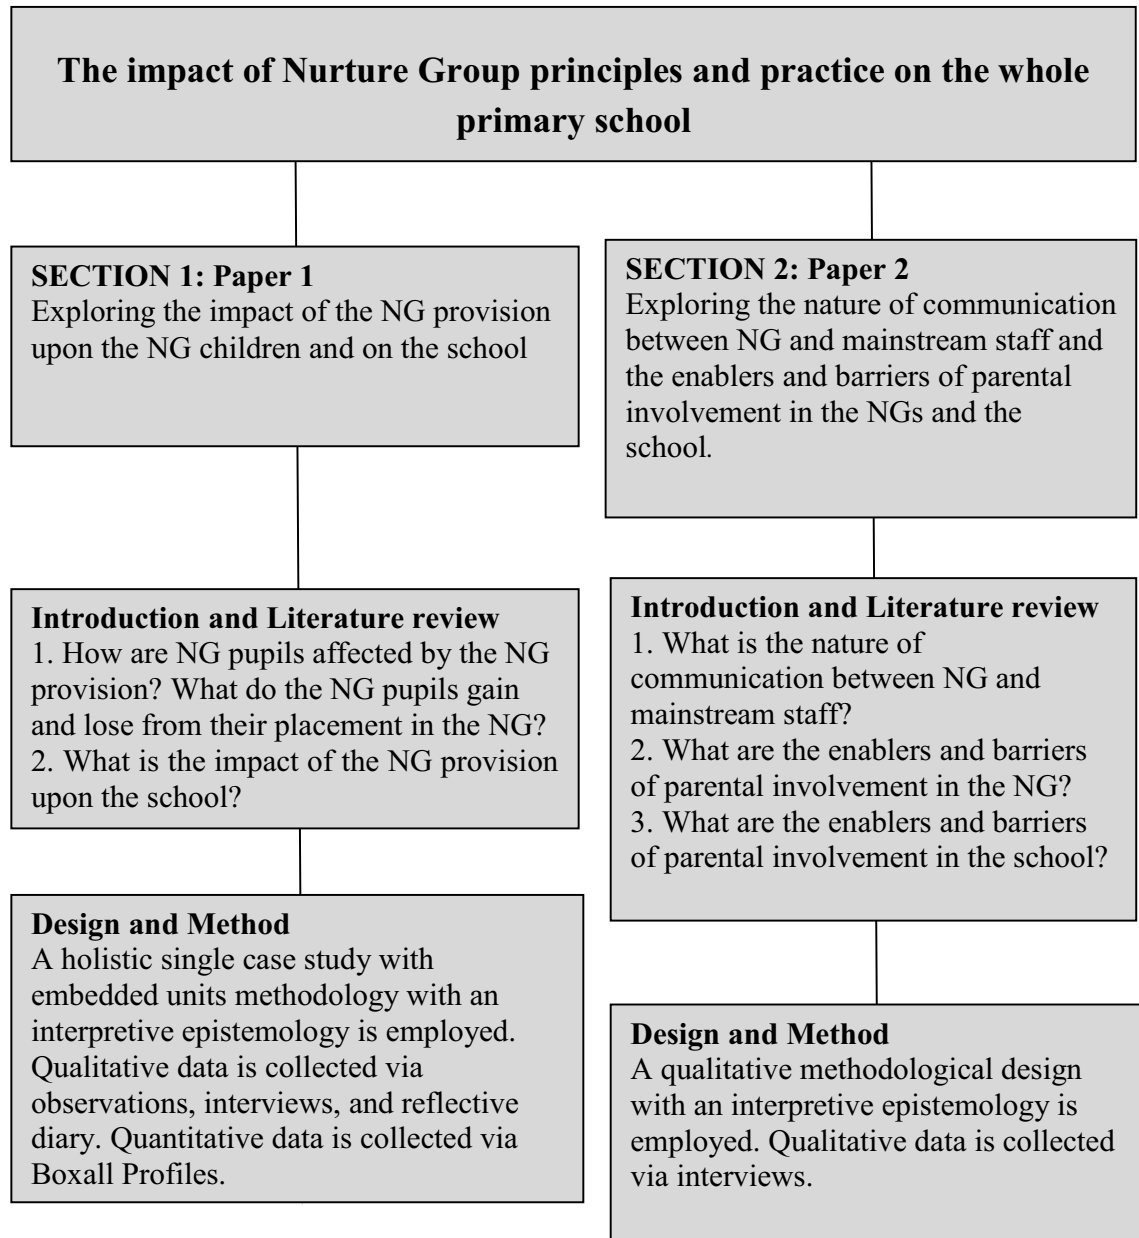 The impact of Nurture Group principles and practice on the whole
primary school
SECTION 1: Paper 1
Exploring the impact of the NG provision
upon the NG children and on the school
SECTION 2: Paper 2
Exploring the nature of communication
between NG and mainstream staff and
the enablers and barriers of parental
involvement in the NGs and the
school.
Introduction and Literature review
1. How are NG pupils affected by the NG
provision? What do the NG pupils gain
and lose from their placement in the NG?
2. What is the impact of the NG provision
upon the school?
Introduction and Literature review
1. What is the nature of
communication between NG and
mainstream staff?
2. What are the enablers and barriers
of parental involvement in the NG?
3. What are the enablers and barriers
of parental involvement in the school?
Design and Method
A holistic single case study with
embedded units methodology with an
interpretive epistemology is employed.
Qualitative data is collected via
observations, interviews, and reflective
diary. Quantitative data is collected via
Boxall Profiles.
Design and Method
A qualitative methodological design
with an interpretive epistemology is
employed. Qualitative data is collected
via interviews.